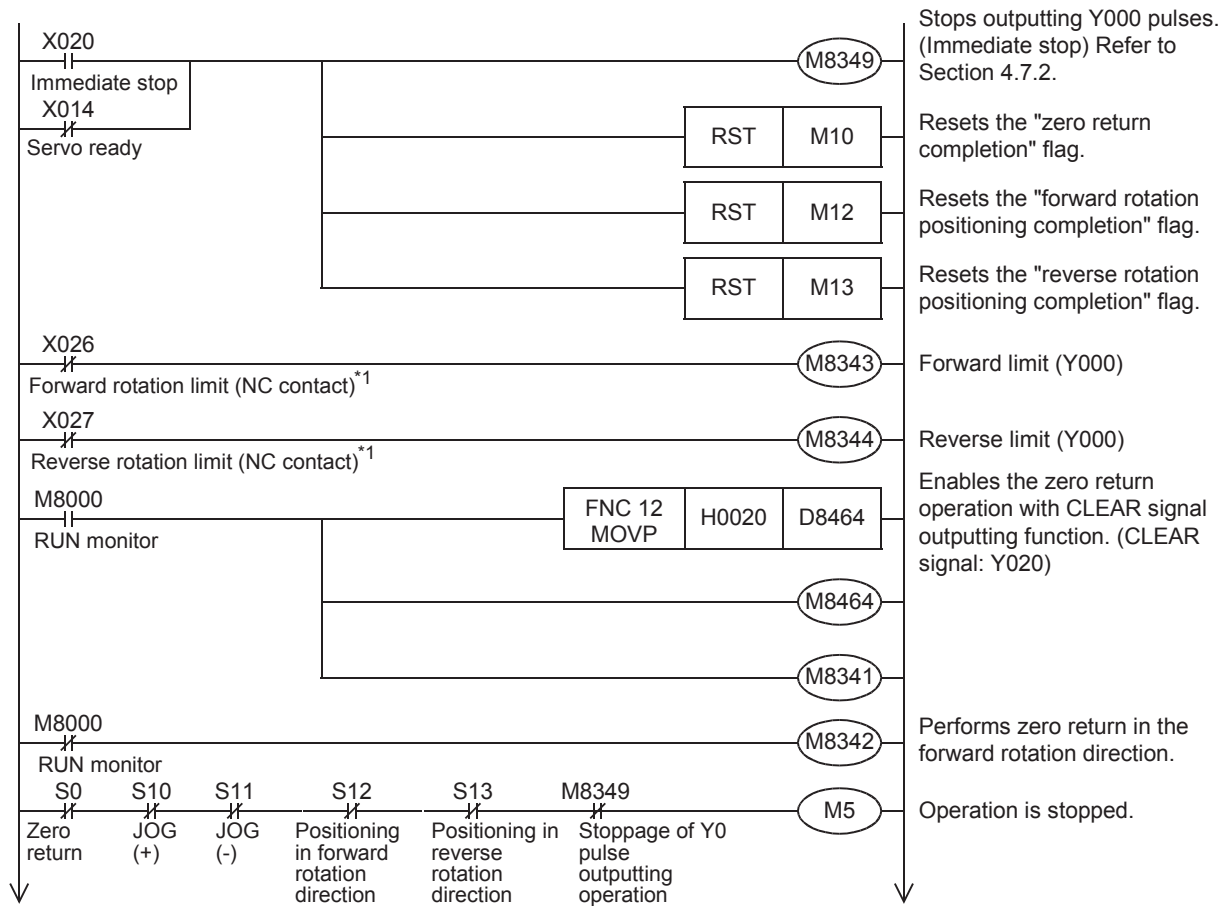 Stops outputting Y000 pulses.
X020
M8349
(Immediate stop) Refer to
Section 4.7.2.
Immediate stop
X014
Servo ready
RST M10
Resets the "zero return
completion" flag.
RST M12
Resets the "forward rotation
positioning completion" flag.
RST M13
Resets the "reverse rotation
positioning completion" flag.
X026
M8343
Forward limit (Y000)
Forward rotation limit (NC contact)*1
X027
M8344
Reverse limit (Y000)
Reverse rotation limit (NC contact)*1
M8000
RUN monitor
FNC 12
MOVP
H0020
D8464
Enables the zero return
operation with CLEAR signal
outputting function. (CLEAR
signal: Y020)
M8464
M8341
M8000
RUN monitor
M8342
Performs zero return in the
forward rotation direction.
S0 S10 S11 S12 S13 M8349
M5
Operation is stopped.
Zero
return
JOG
(+)
JOG
(-)
Positioning
in forward
rotation
direction
Positioning in
reverse
rotation
direction
Stoppage of Y0
pulse
outputting
operation